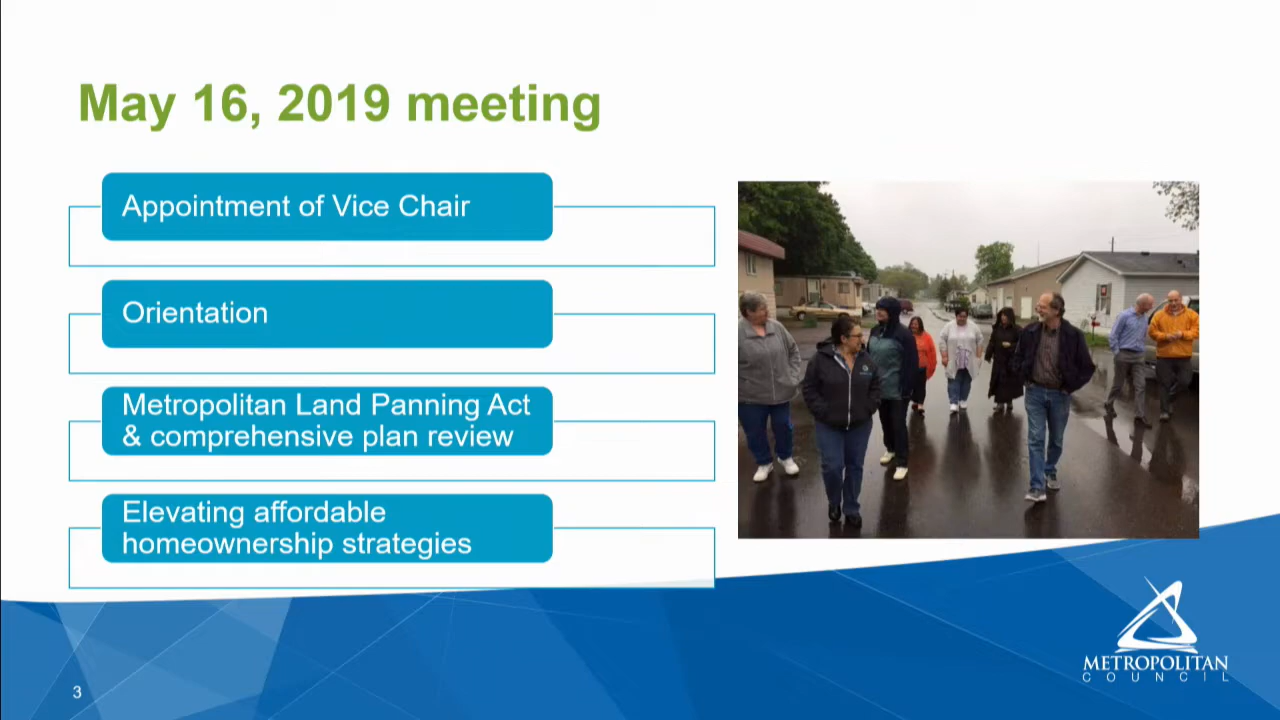 May 16, 2019 meeting
Appointment of Vice Chair
Orientation
Metropolitan Land Panning Act
& comprehensive plan review
Elevating affordable
homeownership strategies
METROPOLITAN
COUNCIL
3